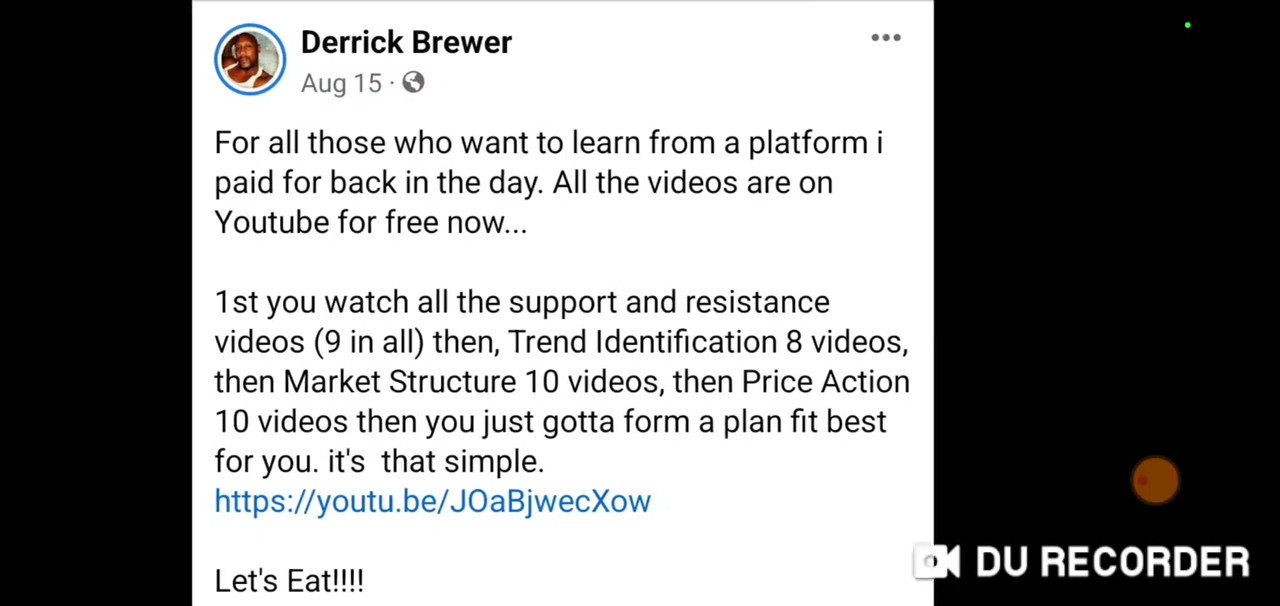 Derrick Brewer
Aug 15 ·
For all those who want to learn from a platform i
paid for back in the day. All the videos are on
Youtube for free now...
1st you watch all the support and resistance
videos (9 in all) then, Trend Identification 8 videos,
then Market Structure 10 videos, then Price Action
10 videos then you just gotta form a plan fit best
for you. it's  that simple.
https://youtu.be/JOaBjwecXow
Let's Eat!!!!
DU RECORDER